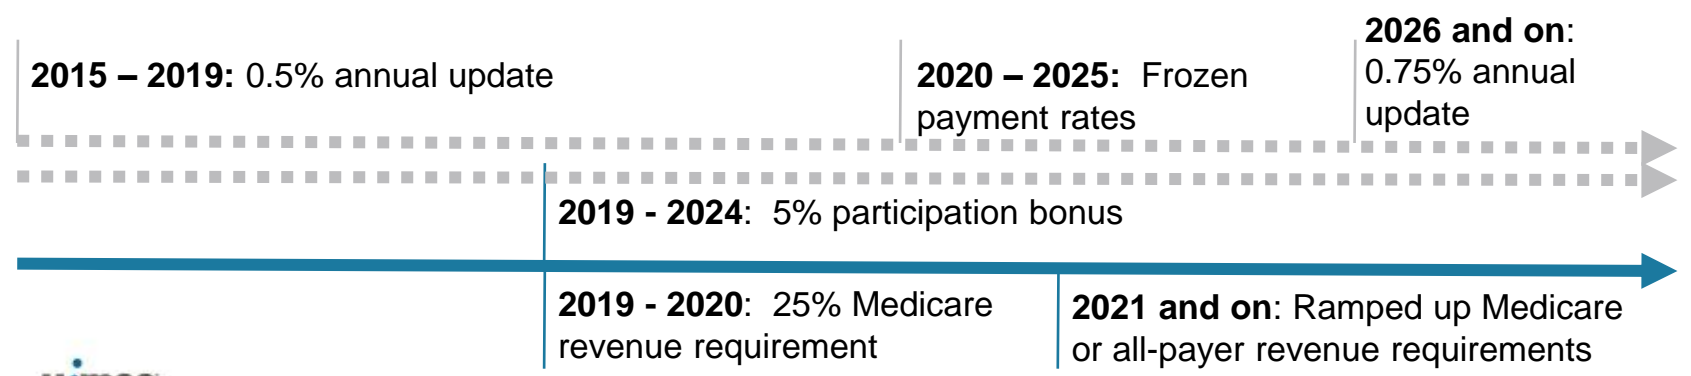 2026 and on:
2015 – 2019: 0.5% annual update
2020 – 2025: Frozen
0.75% annual
payment rates
update
2019 - 2024: 5% participation bonus
2019 - 2020: 25% Medicare
revenue requirement
2021 and on: Ramped up Medicare
or all-payer revenue requirements